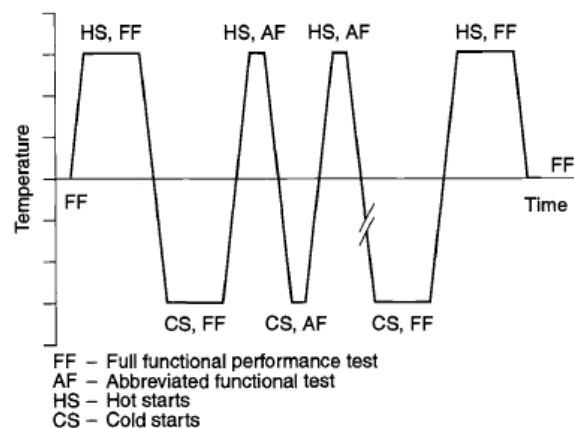 HS, FF
HS, AF
HS, AF
HS, FF
Temperature
FF
FF
Time
CS, FF
CS, AF
CS, FF
FF – Full functional performance test
AF – Abbreviated functional test
HS – Hot starts
CS – Cold starts